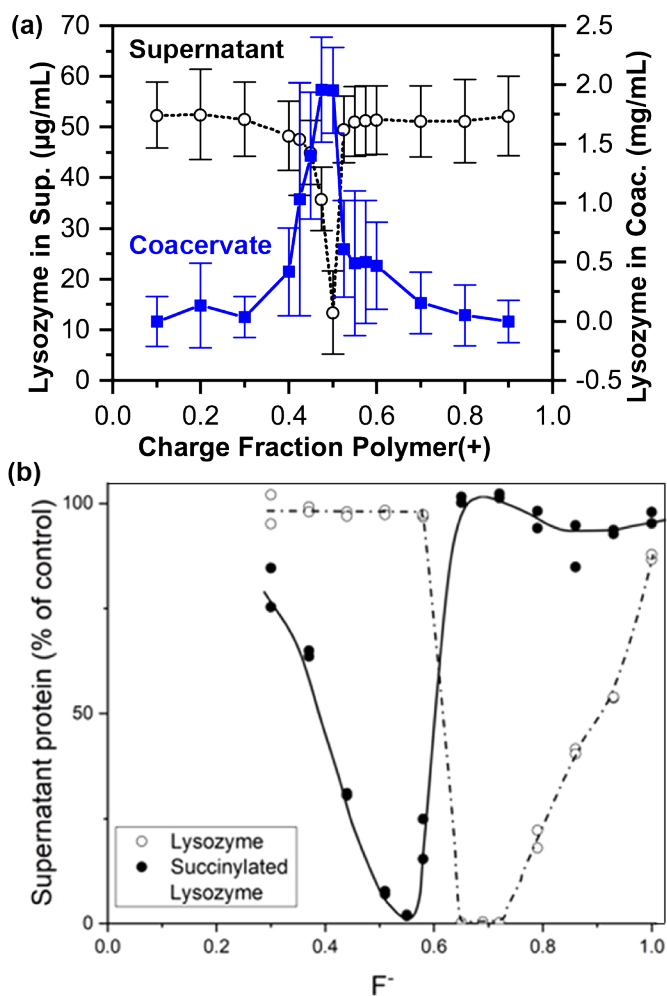 (a)
70
60
50
40
30
20
10
0
Lysozyme in Sup. (μg/mL)
Supernatant
Coacervate
2.5
2.0
1.5
1.0
0.5
0.0
-0.5
Lysozyme in Coac. (mg/mL)
0.0 0.2 0.4 0.6 0.8 1.0
Charge Fraction Polymer(+)
(b)
100
50
0
Supernatant protein (% of control)
Lysozyme
Succinylated
Lysozyme
0.0 0.2 0.4 0.6 0.8 1.0
F⁻